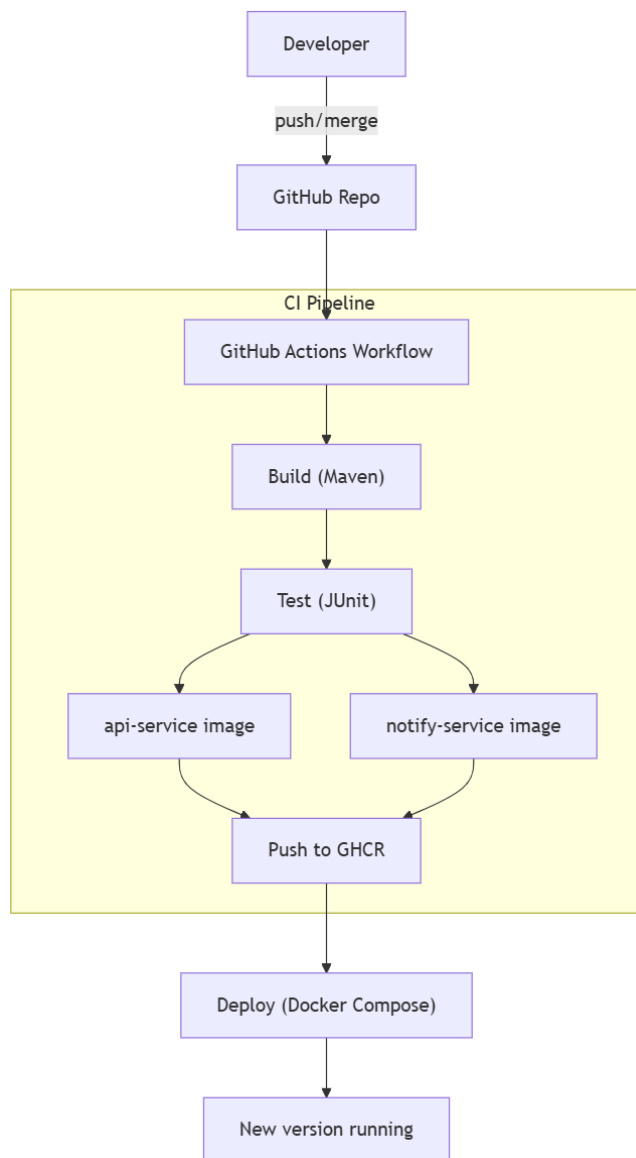 Developer
push/merge
GitHub Repo
CI Pipeline
GitHub Actions Workflow
Build (Maven)
Test (JUnit)
api-service image
notify-service image
Push to GHCR
Deploy (Docker Compose)
New version running